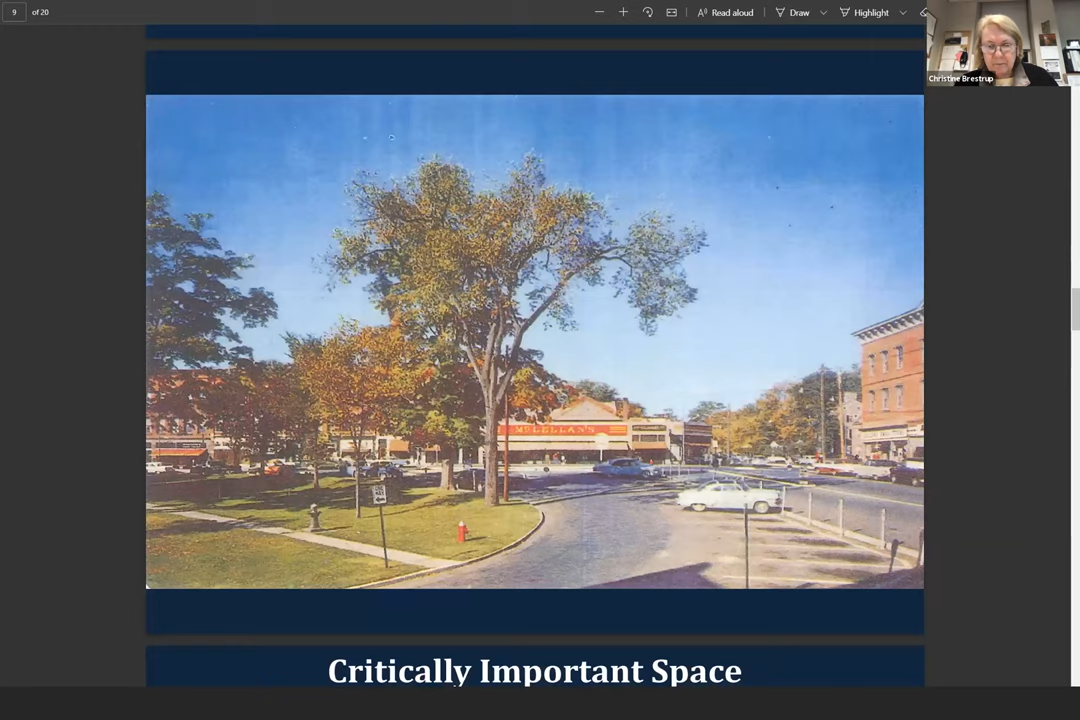 9 of 20
Read aloud
Draw
Highlight
Christine Brestrup
McLELLAN'S
Critically Important Space